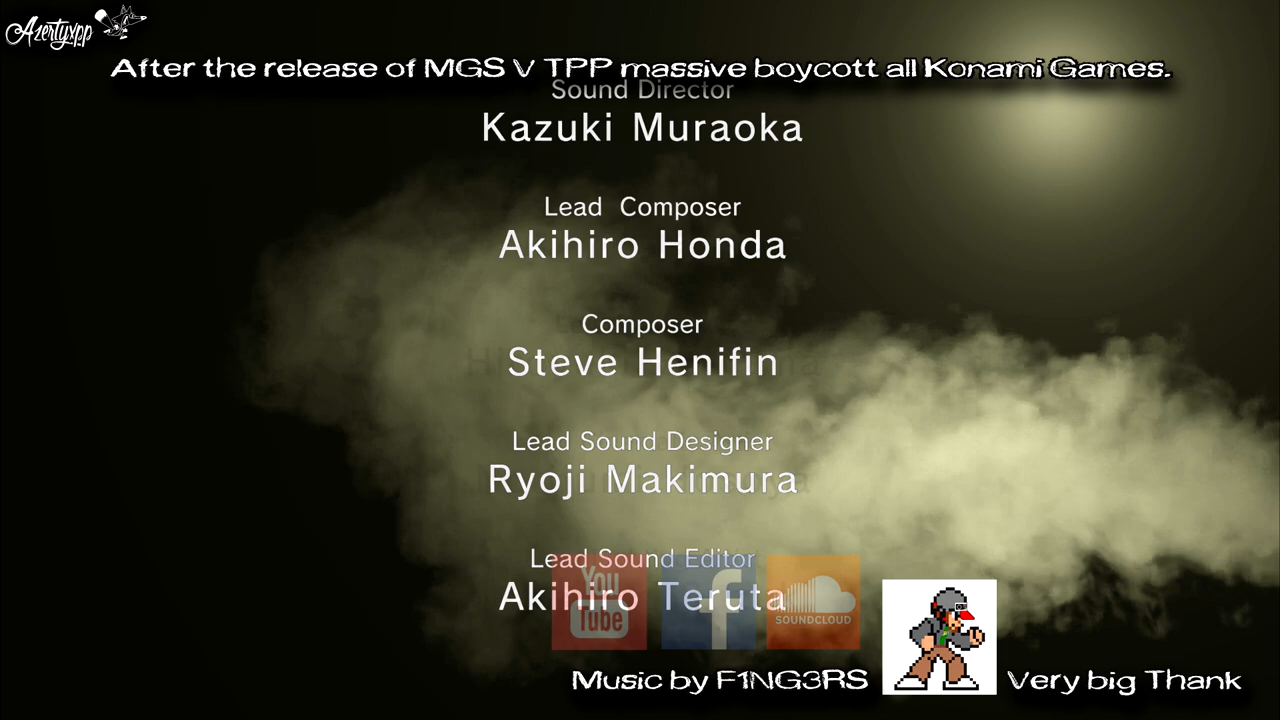 Azertyxpp
After the release of MGS V TPP massive boycott all Konami Games.
Sound Director
Kazuki Muraoka
Lead Composer
Akihiro Honda
Composer
Steve Henifin
Lead Sound Designer
Ryoji Makimura
Lead Sound Editor
Akihiro Teruta
You
Tube
f
SOUNDCLOUD
Music by F1NG3RS
Very big Thank